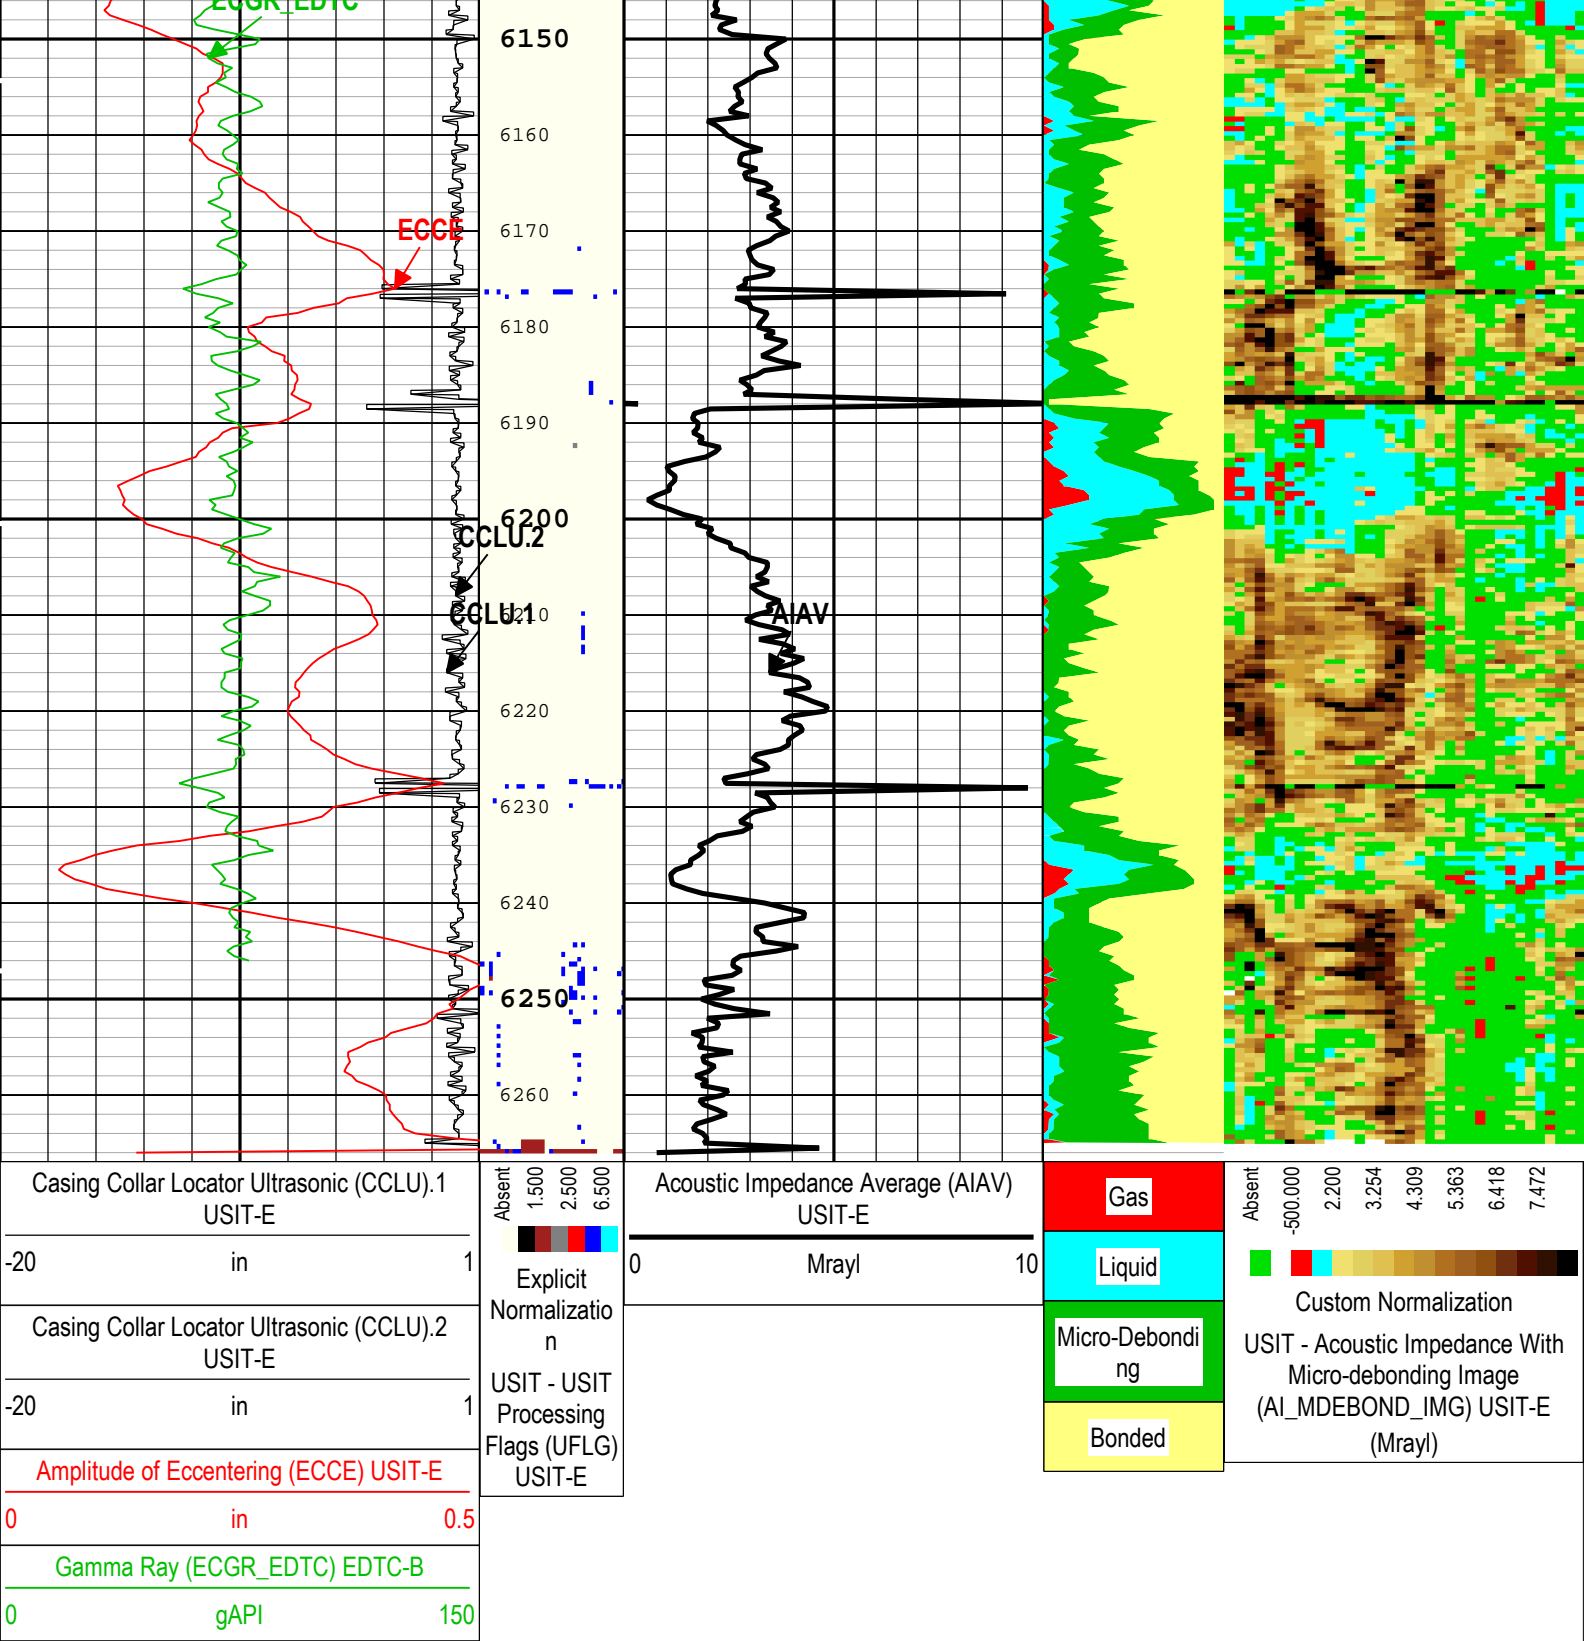 ECGR_EDTC
6150
6160
6170
ECCE
6180
6190
6200
CCLU.2
CCLU.1
6210
AIAV
6220
6230
6240
6250
6260
Casing Collar Locator Ultrasonic (CCLU).1
USIT-E
-20 in 1
Casing Collar Locator Ultrasonic (CCLU).2
USIT-E
-20 in 1
Amplitude of Eccentering (ECCE) USIT-E
0 in 0.5
Gamma Ray (ECGR_EDTC) EDTC-B
0 gAPI 150
Absent
1.500
2.500
6.500
Explicit
Normalizatio
n
USIT - USIT
Processing
Flags (UFLG)
USIT-E
Acoustic Impedance Average (AIAV)
USIT-E
0 Mrayl 10
Gas
Liquid
Micro-Debondi
ng
Bonded
Absent
-500.000
2.200
3.254
4.309
5.363
6.418
7.472
Custom Normalization
USIT - Acoustic Impedance With
Micro-debonding Image
(AI_MDEBOND_IMG) USIT-E
(Mrayl)